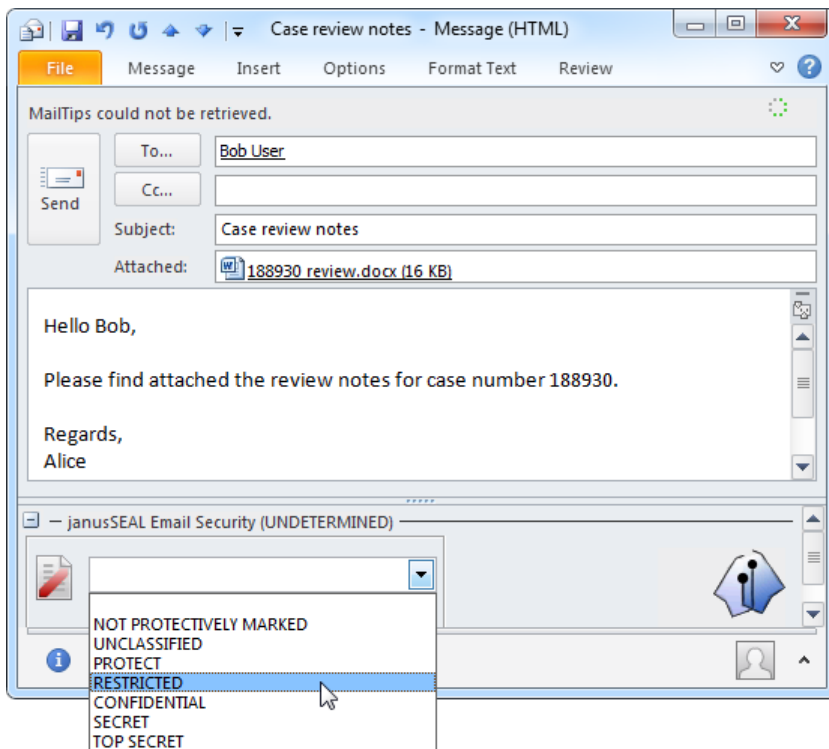 Case review notes - Message (HTML)
File Message Insert Options Format Text Review
MailTips could not be retrieved.
To... Bob User
Cc...
Send
Subject: Case review notes
Attached: 188930 review.docx (16 KB)
Hello Bob,
Please find attached the review notes for case number 188930.
Regards,
Alice
janusSEAL Email Security (UNDETERMINED)
NOT PROTECTIVELY MARKED
UNCLASSIFIED
PROTECT
RESTRICTED
CONFIDENTIAL
SECRET
TOP SECRET